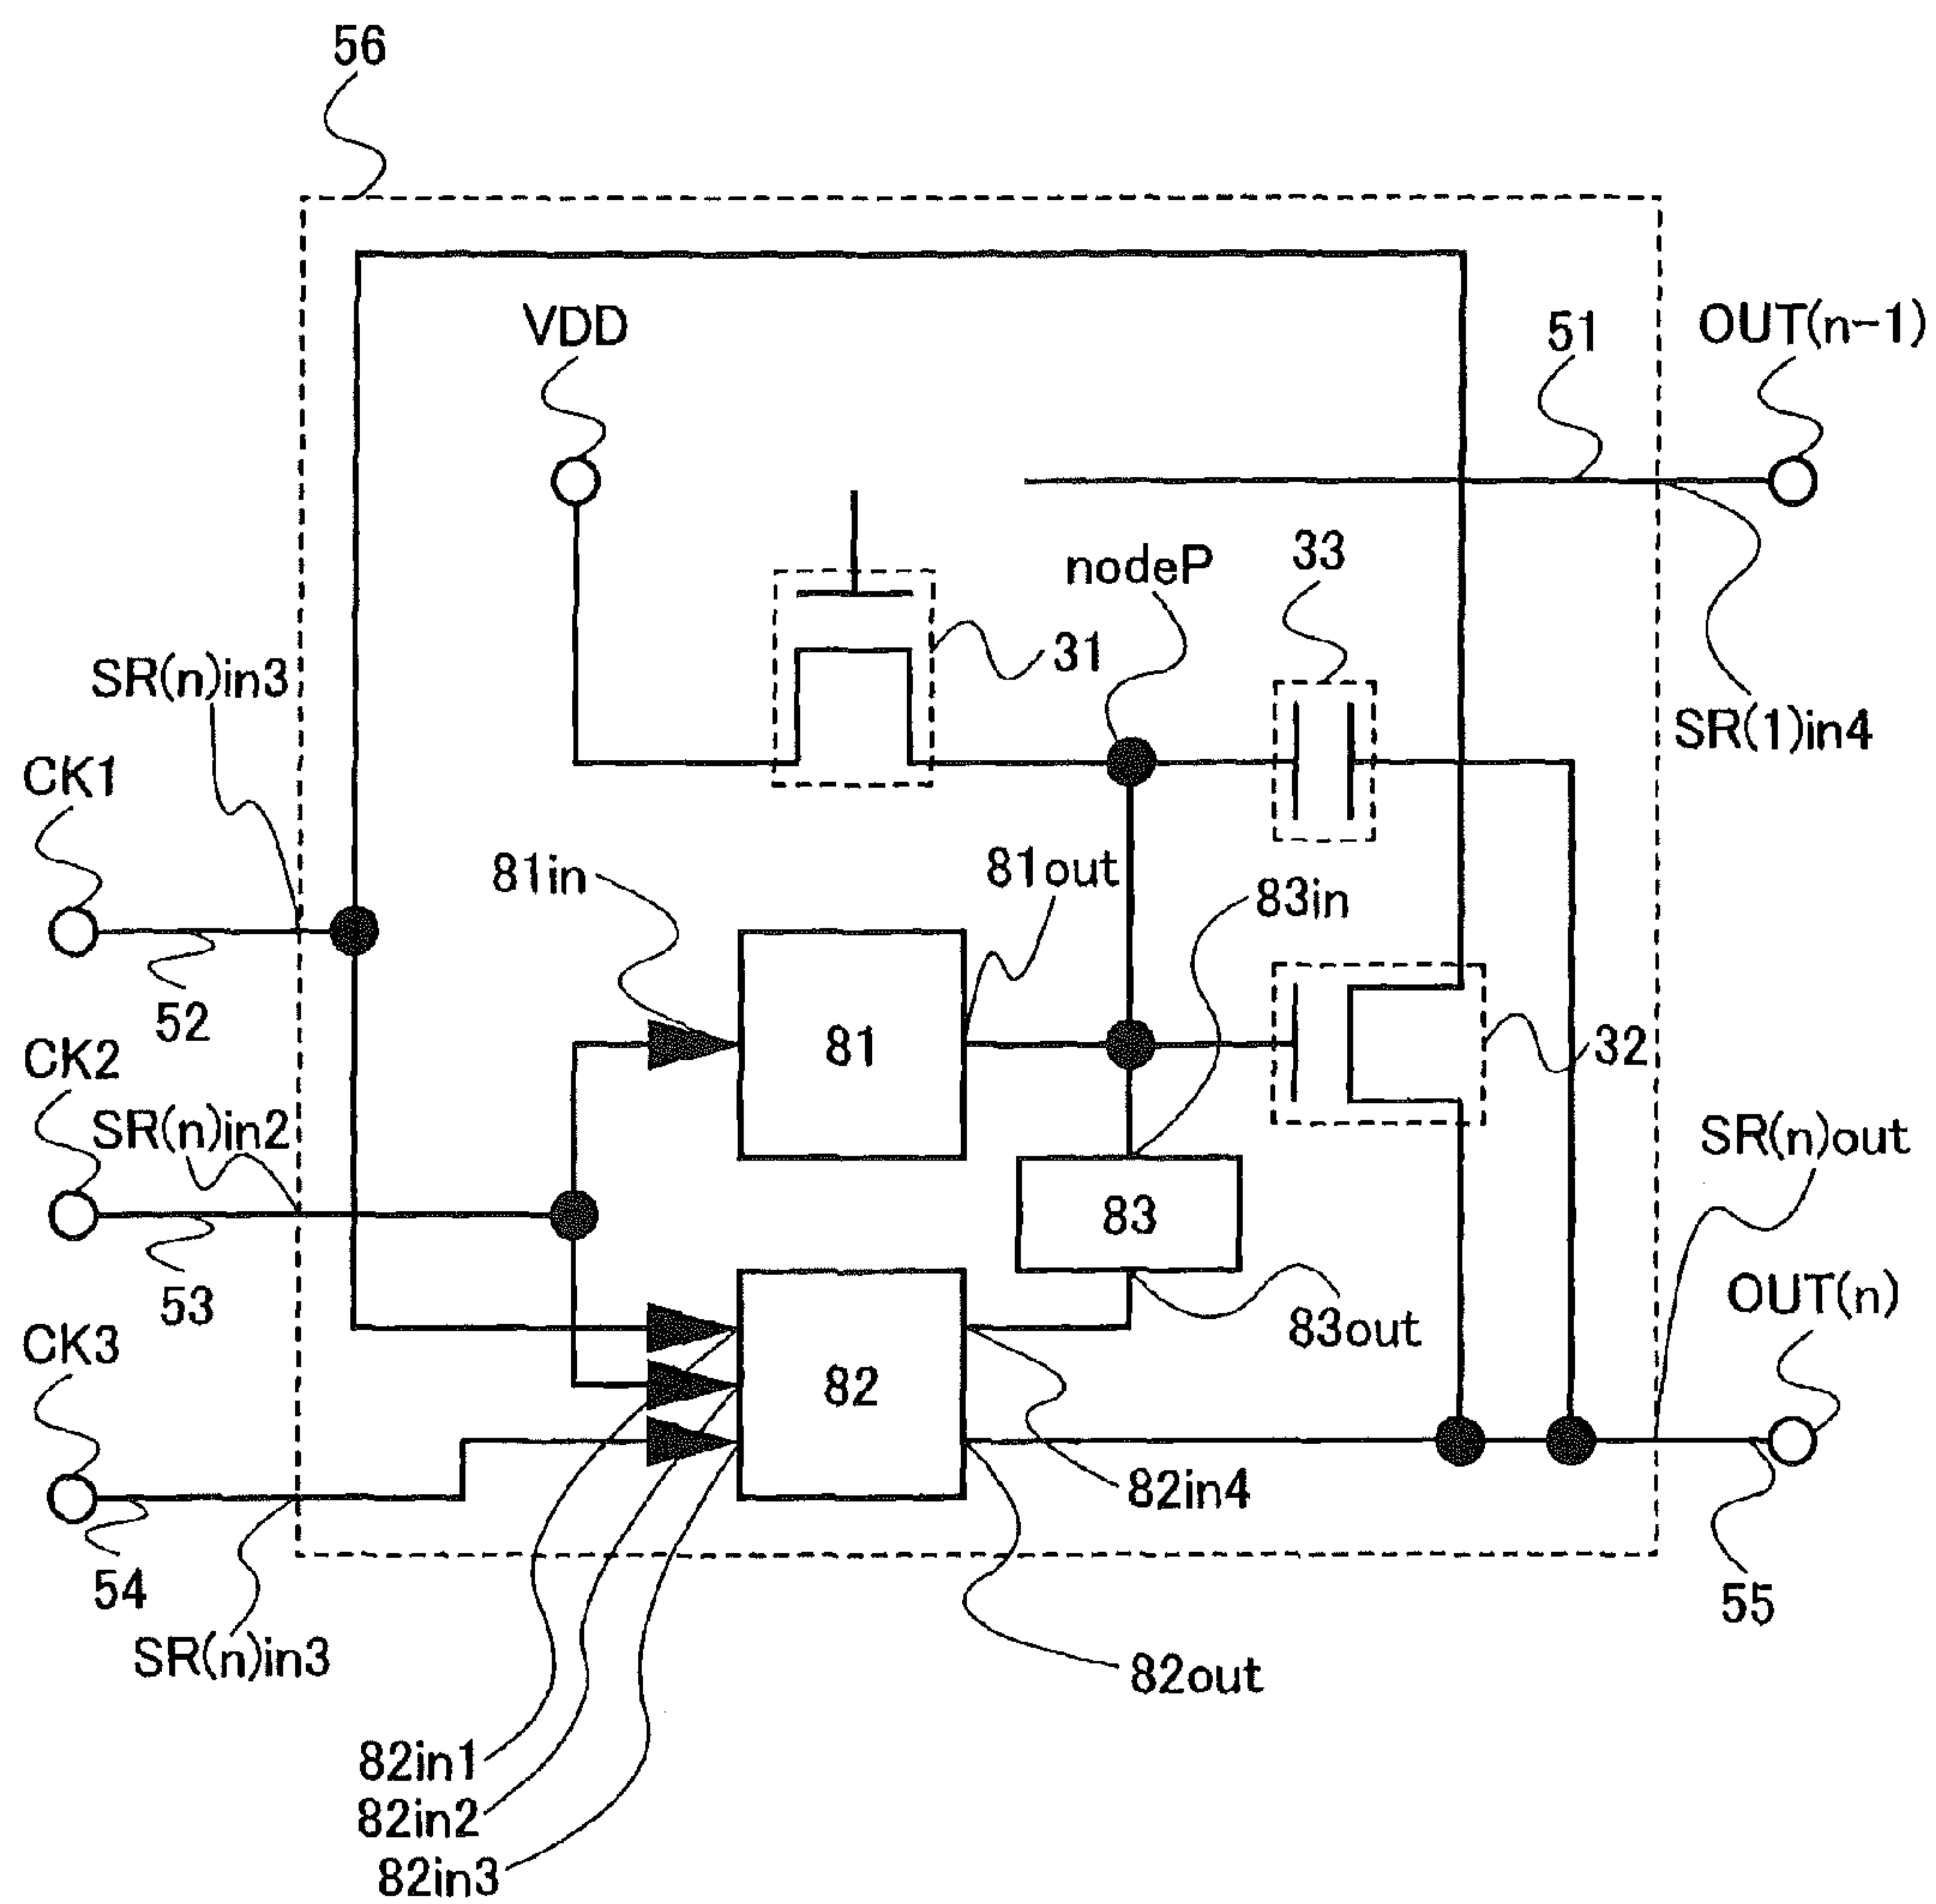 56
VDD
51
OUT(n-1)
33
nodeP
31
SR(n)in3
SR(1)in4
CK1
81in
81out
83in
52
81
32
CK2
SR(n)in2
SR(n)out
83
53
OUT(n)
CK3
83out
82
82in4
54
55
SR(n)in3
82out
82in1
82in2
82in3